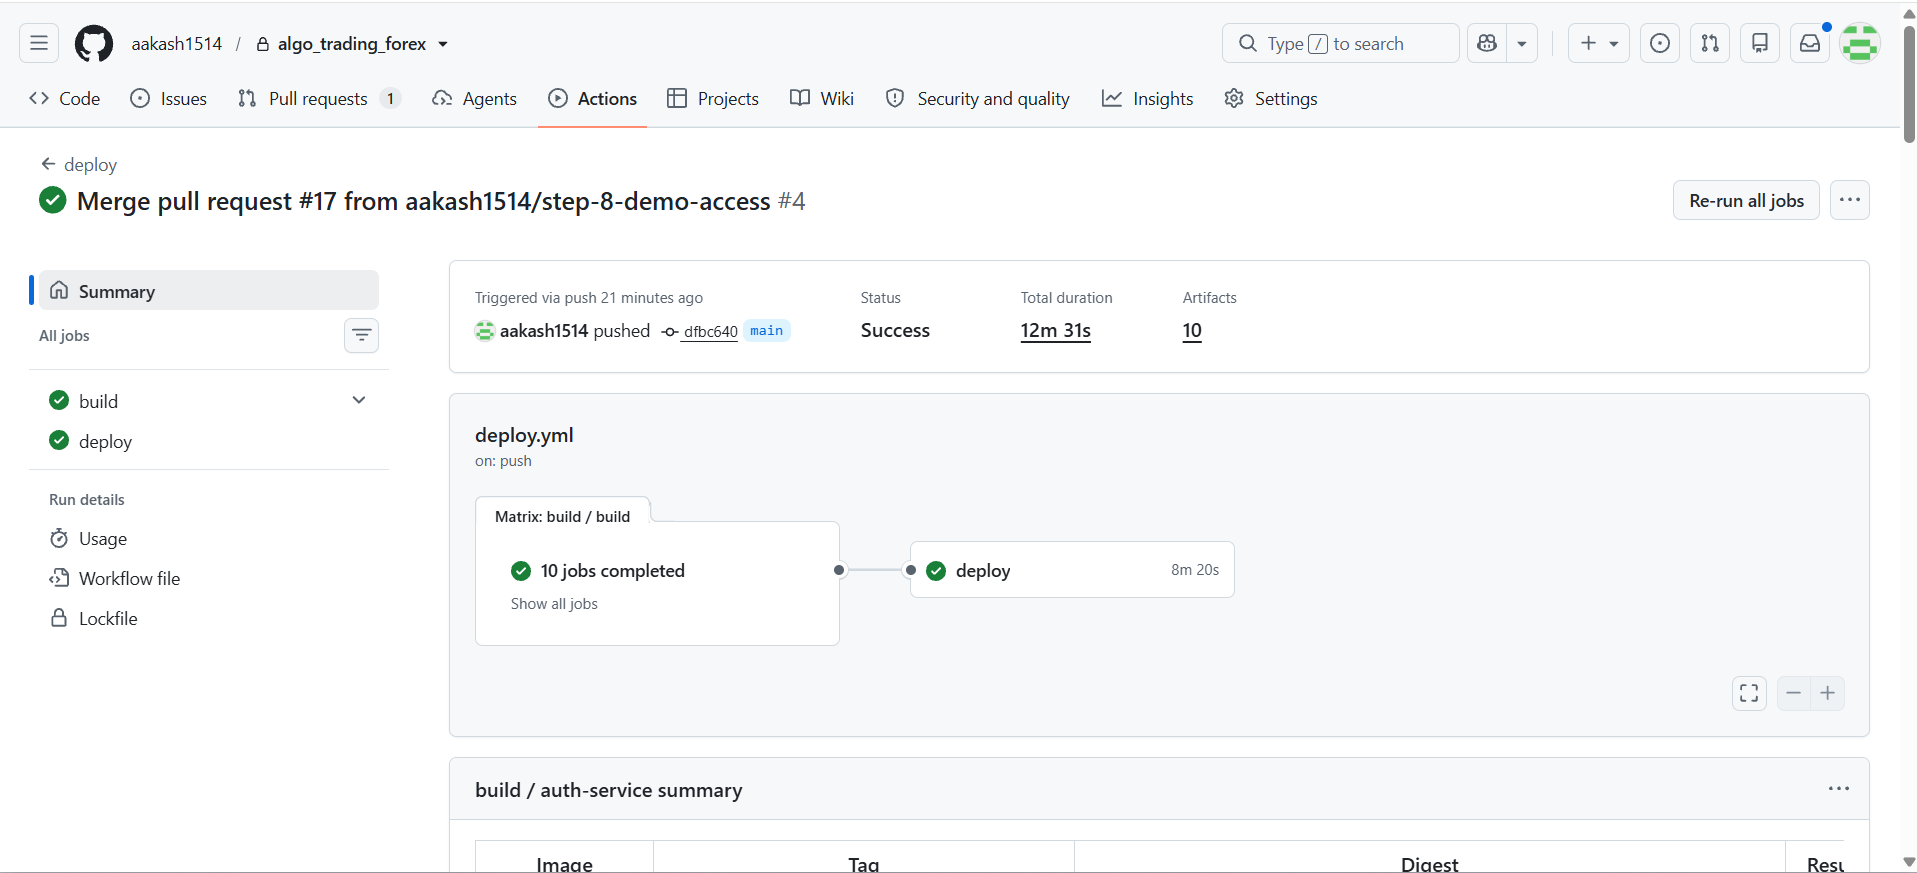 aakash1514 / algo_trading_forex
Type / to search
Code Issues Pull requests 1 Agents Actions Projects Wiki Security and quality Insights Settings
deploy
Merge pull request #17 from aakash1514/step-8-demo-access #4
Re-run all jobs
Summary
All jobs
build
deploy
Run details
Usage
Workflow file
Lockfile
Triggered via push 21 minutes ago
aakash1514 pushed dfbc640 main
Status
Success
Total duration
12m 31s
Artifacts
10
deploy.yml
on: push
Matrix: build / build
10 jobs completed
Show all jobs
deploy 8m 20s
build / auth-service summary
Image Tag Digest Resu